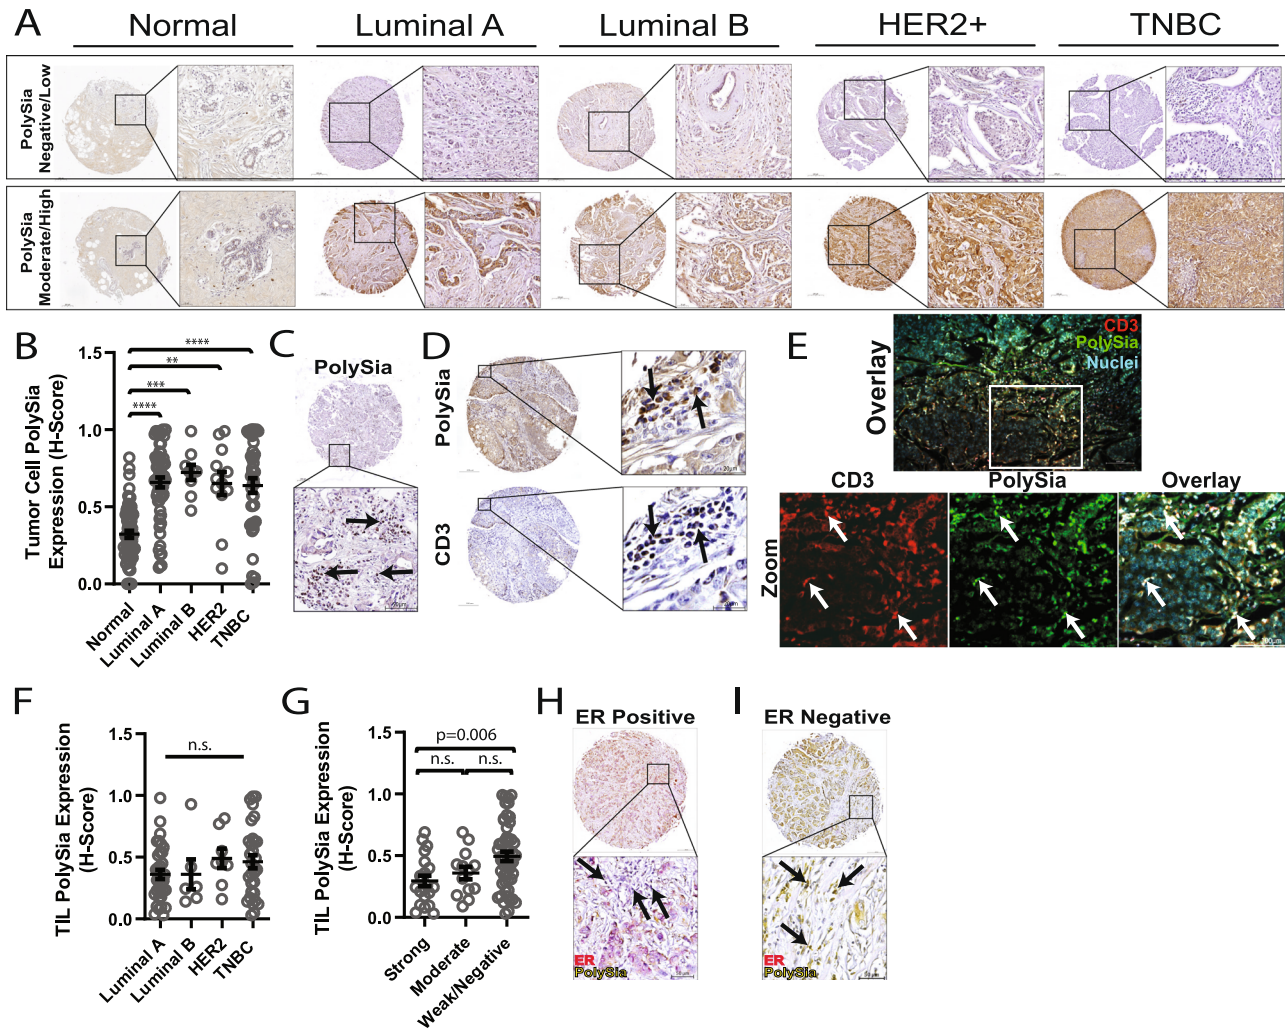 A
Normal
Luminal A
Luminal B
HER2+
TNBC
PolySia
Negative/Low
PolySia
Moderate/High
B
Tumor Cell PolySia
Expression (H-Score)
1.5
1.0
0.5
0.0
****
**
***
****
Normal
Luminal A
Luminal B
HER2
TNBC
C
PolySia
D
PolySia
20µm
CD3
E
Overlay
CD3
PolySia
Nuclei
Zoom
CD3
PolySia
Overlay
F
TIL PolySia Expression
(H-Score)
1.5
1.0
0.5
0.0
n.s.
Luminal A
Luminal B
HER2
TNBC
G
TIL PolySia Expression
(H-Score)
1.5
1.0
0.5
0.0
p=0.006
n.s.
n.s.
Strong
Moderate
Weak/Negative
H
ER Positive
ER
PolySia
I
ER Negative
ER
PolySia